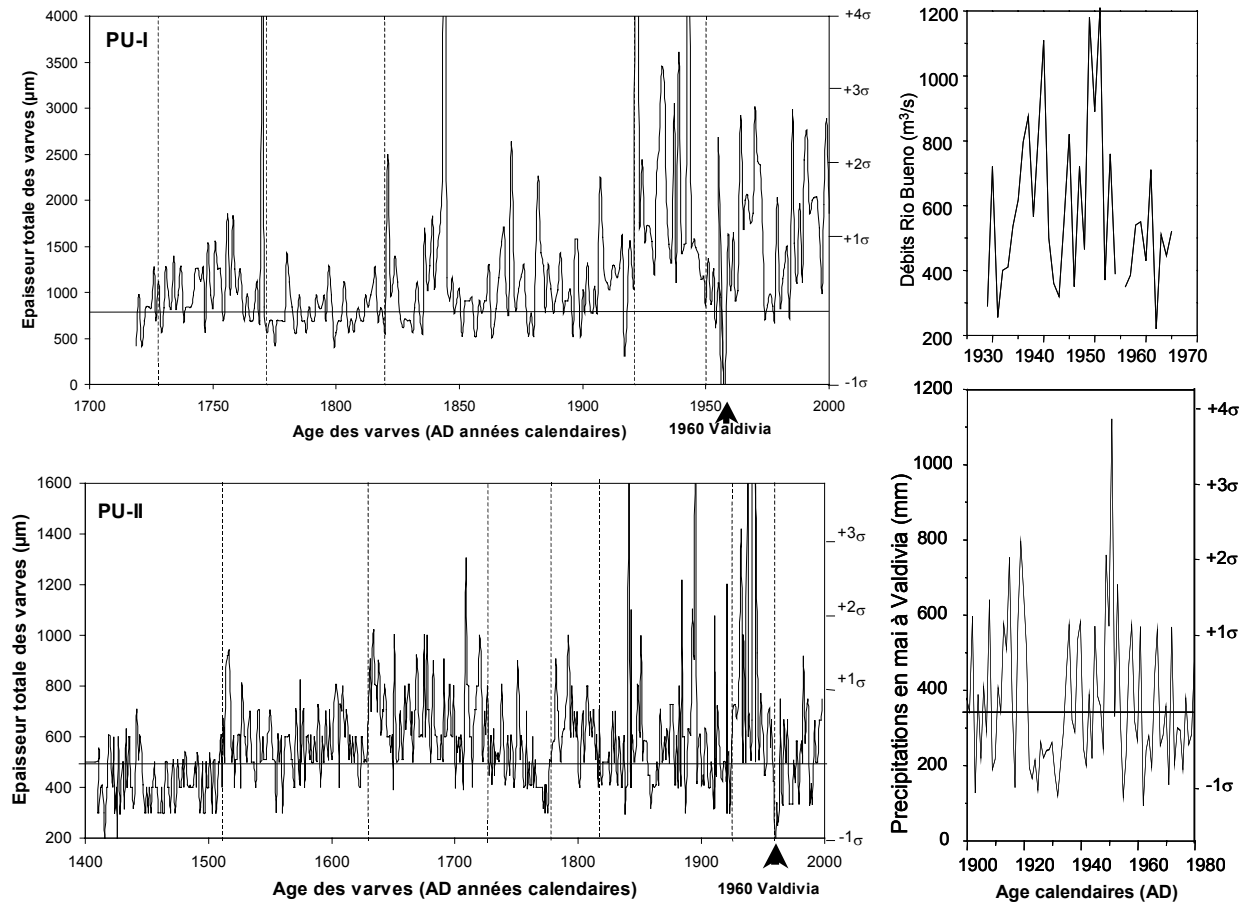 PU-I
Epaisseur totale des varves (µm)
4000
3500
3000
2500
2000
1500
1000
500
0
+4σ
+3σ
+2σ
+1σ
-1σ
1700 1750 1800 1850 1900 1950 2000
Age des varves (AD années calendaires)
1960 Valdivia
Débits Rio Bueno (m³/s)
1200
1000
800
600
400
200
1930 1940 1950 1960 1970
PU-II
Epaisseur totale des varves (µm)
1600
1400
1200
1000
800
600
400
200
+3σ
+2σ
+1σ
-1σ
1400 1500 1600 1700 1800 1900 2000
Age des varves (AD années calendaires)
1960 Valdivia
Precipitations en mai à Valdivia (mm)
1200
1000
800
600
400
200
0
+4σ
+3σ
+2σ
+1σ
-1σ
1900 1920 1940 1960 1980
Age calendaires (AD)